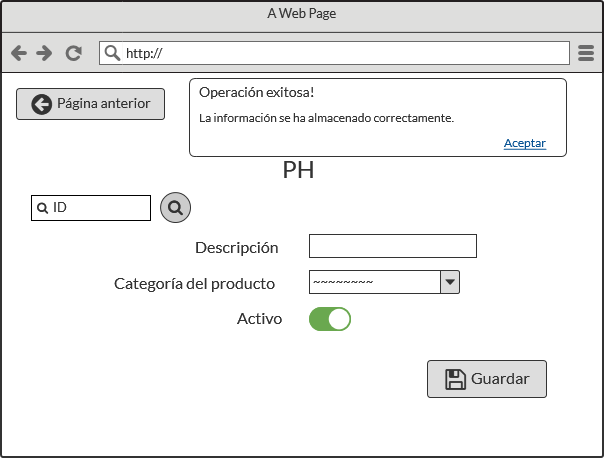 A Web Page
http://
Página anterior
Operación exitosa!
La información se ha almacenado correctamente.
Aceptar
PH
ID
Descripción
Categoría del producto
~~~~~~~~
Activo
Guardar